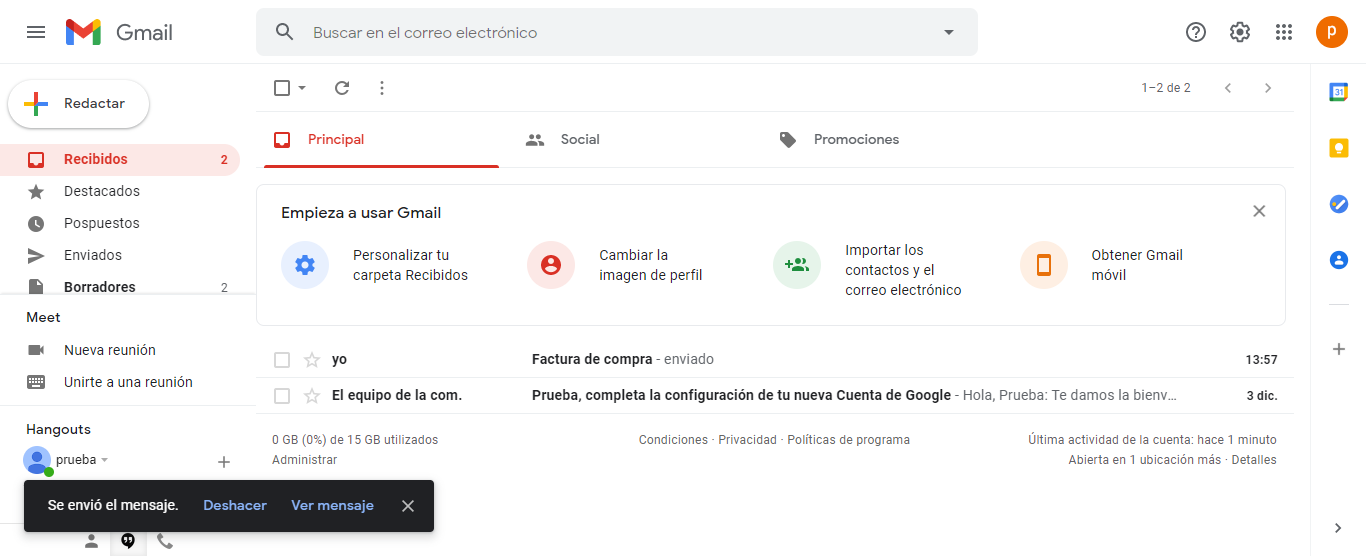 Gmail
Buscar en el correo electrónico
p
Redactar
1–2 de 2
31
Principal
Social
Promociones
Recibidos 2
Destacados
Pospuestos
Enviados
Borradores 2
Empieza a usar Gmail
Personalizar tu
carpeta Recibidos
Cambiar la
imagen de perfil
Importar los
contactos y el
correo electrónico
Obtener Gmail
móvil
Meet
Nueva reunión
Unirte a una reunión
yo Factura de compra - enviado 13:57
El equipo de la com. Prueba, completa la configuración de tu nueva Cuenta de Google - Hola, Prueba: Te damos la bienv… 3 dic.
Hangouts
prueba
0 GB (0%) de 15 GB utilizados
Administrar
Condiciones · Privacidad · Políticas de programa
Última actividad de la cuenta: hace 1 minuto
Abierta en 1 ubicación más · Detalles
Se envió el mensaje. Deshacer Ver mensaje